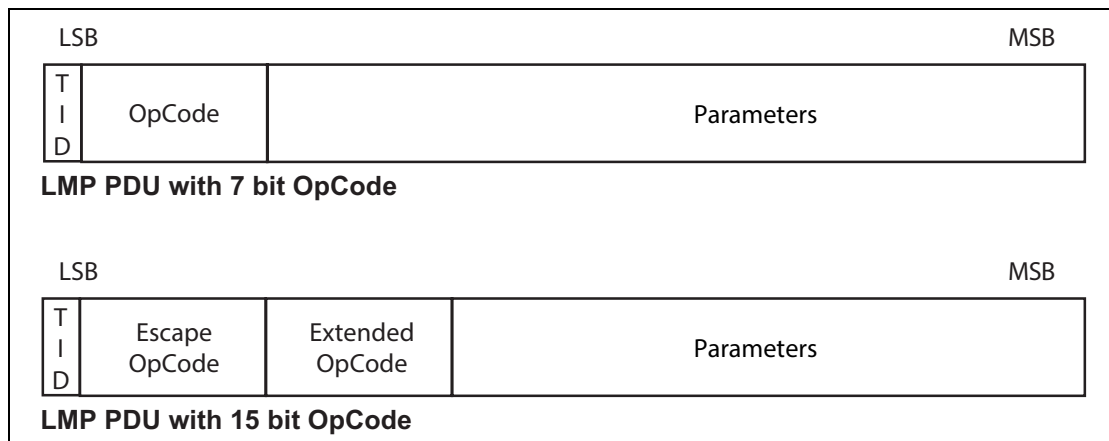 LSB MSB
T
I
D
OpCode
Parameters
LMP PDU with 7 bit OpCode
LSB MSB
T
I
D
Escape
OpCode
Extended
OpCode
Parameters
LMP PDU with 15 bit OpCode